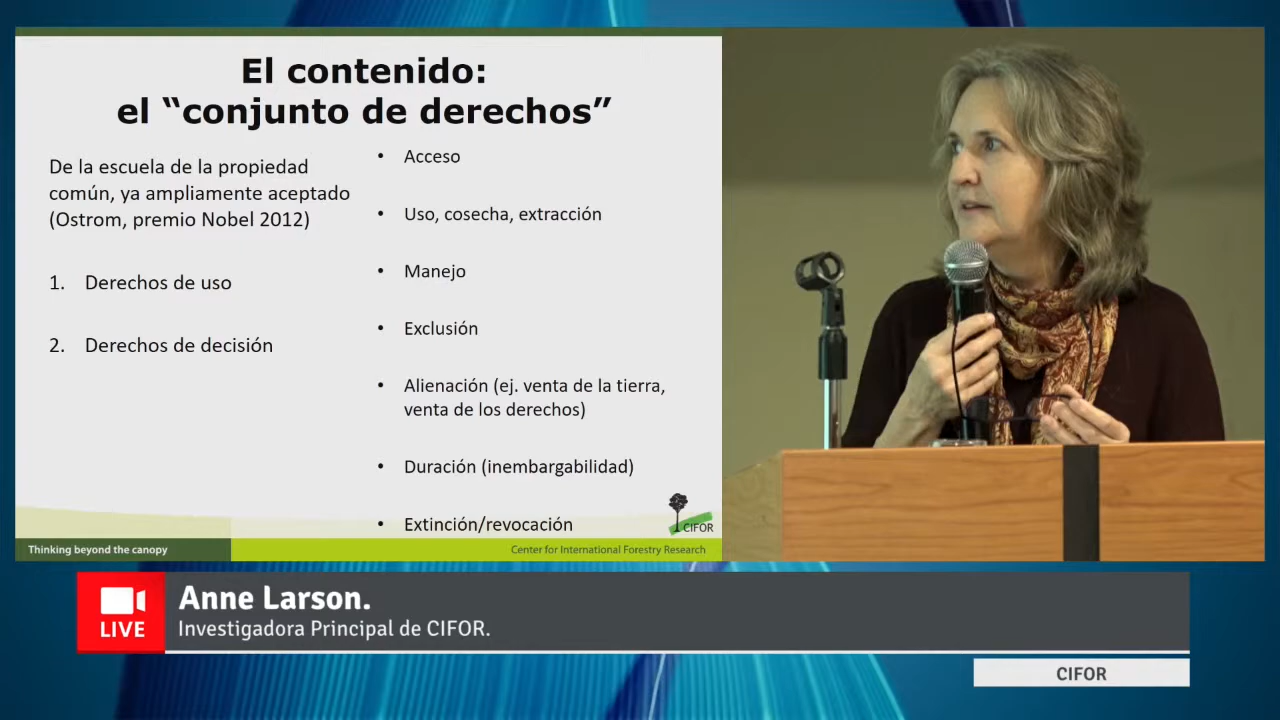 El contenido:
el “conjunto de derechos”
De la escuela de la propiedad
común, ya ampliamente aceptado
(Ostrom, premio Nobel 2012)
1. Derechos de uso
2. Derechos de decisión
• Acceso
• Uso, cosecha, extracción
• Manejo
• Exclusión
• Alienación (ej. venta de la tierra,
venta de los derechos)
• Duración (inembargabilidad)
• Extinción/revocación
CIFOR
Thinking beyond the canopy
Center for International Forestry Research
LIVE
Anne Larson.
Investigadora Principal de CIFOR.
CIFOR